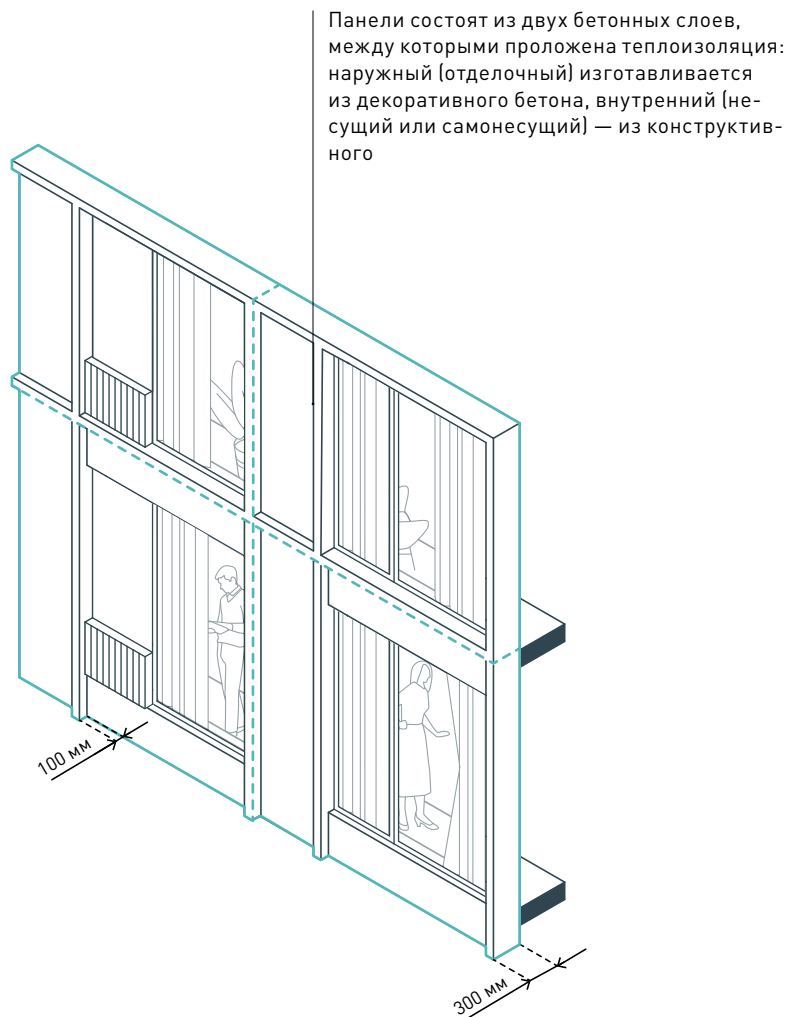 Панели состоят из двух бетонных слоев,
между которыми проложена теплоизоляция:
наружный (отделочный) изготавливается
из декоративного бетона, внутренний (не-
сущий или самонесущий) — из конструктив-
ного
100 мм
300 мм